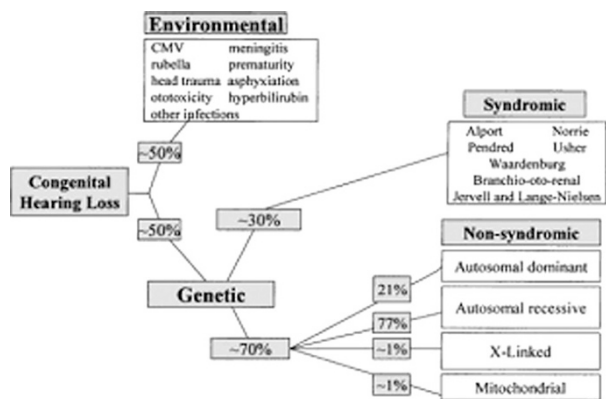 Environmental
CMV meningitis
rubella prematurity
head trauma asphyxiation
ototoxicity hyperbilirubin
other infections
~50%
Congenital
Hearing Loss
~50%
Genetic
~30%
Syndromic
Alport Norrie
Pendred Usher
Waardenburg
Branchio-oto-renal
Jervell and Lange-Nielsen
~70%
Non-syndromic
21%
Autosomal dominant
77%
Autosomal recessive
~1%
X-Linked
~1%
Mitochondrial